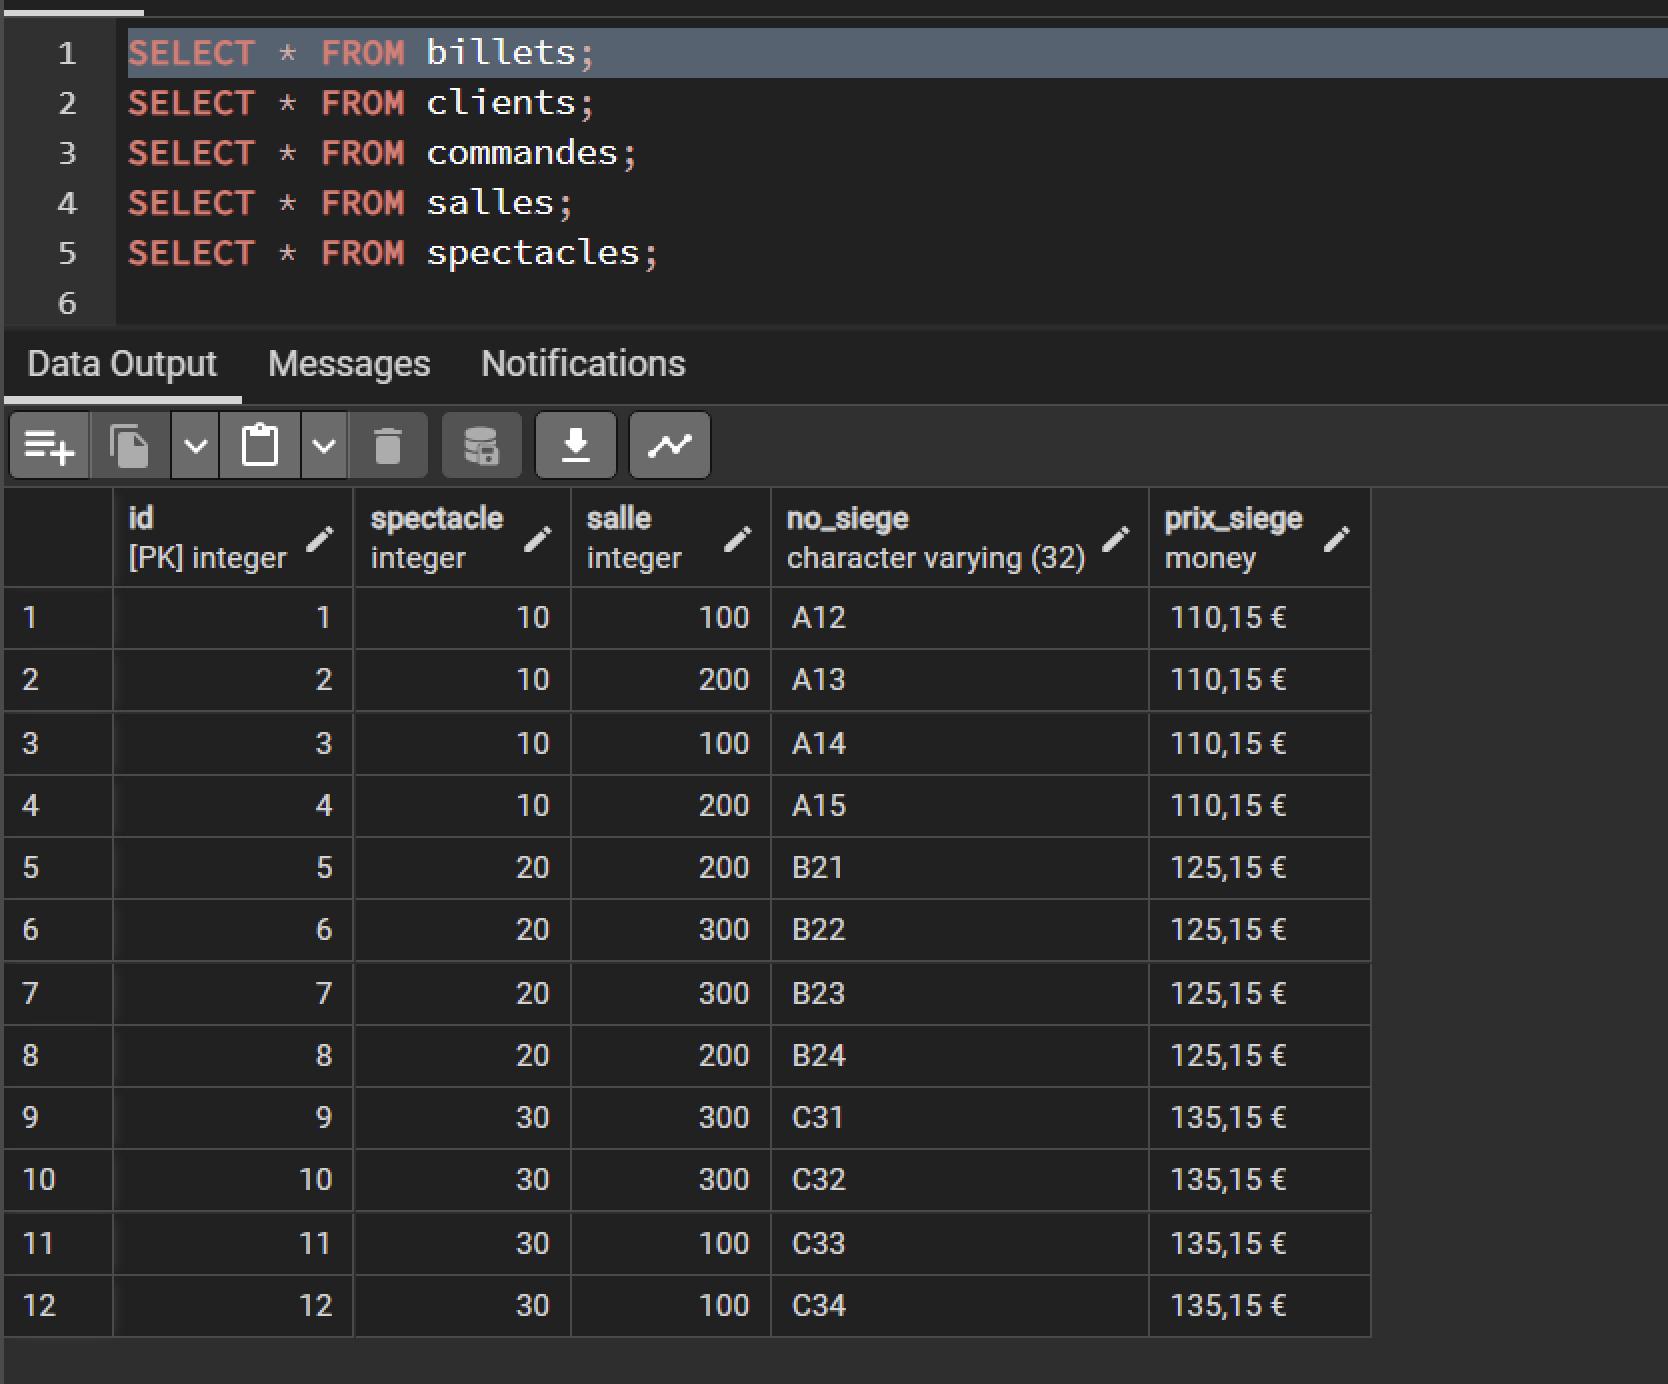 1 SELECT * FROM billets;
2 SELECT * FROM clients;
3 SELECT * FROM commandes;
4 SELECT * FROM salles;
5 SELECT * FROM spectacles;
6
Data Output Messages Notifications
id spectacle salle no_siege prix_siege
[PK] integer integer integer character varying (32) money
1 1 10 100 A12 110,15 €
2 2 10 200 A13 110,15 €
3 3 10 100 A14 110,15 €
4 4 10 200 A15 110,15 €
5 5 20 200 B21 125,15 €
6 6 20 300 B22 125,15 €
7 7 20 300 B23 125,15 €
8 8 20 200 B24 125,15 €
9 9 30 300 C31 135,15 €
10 10 30 300 C32 135,15 €
11 11 30 100 C33 135,15 €
12 12 30 100 C34 135,15 €